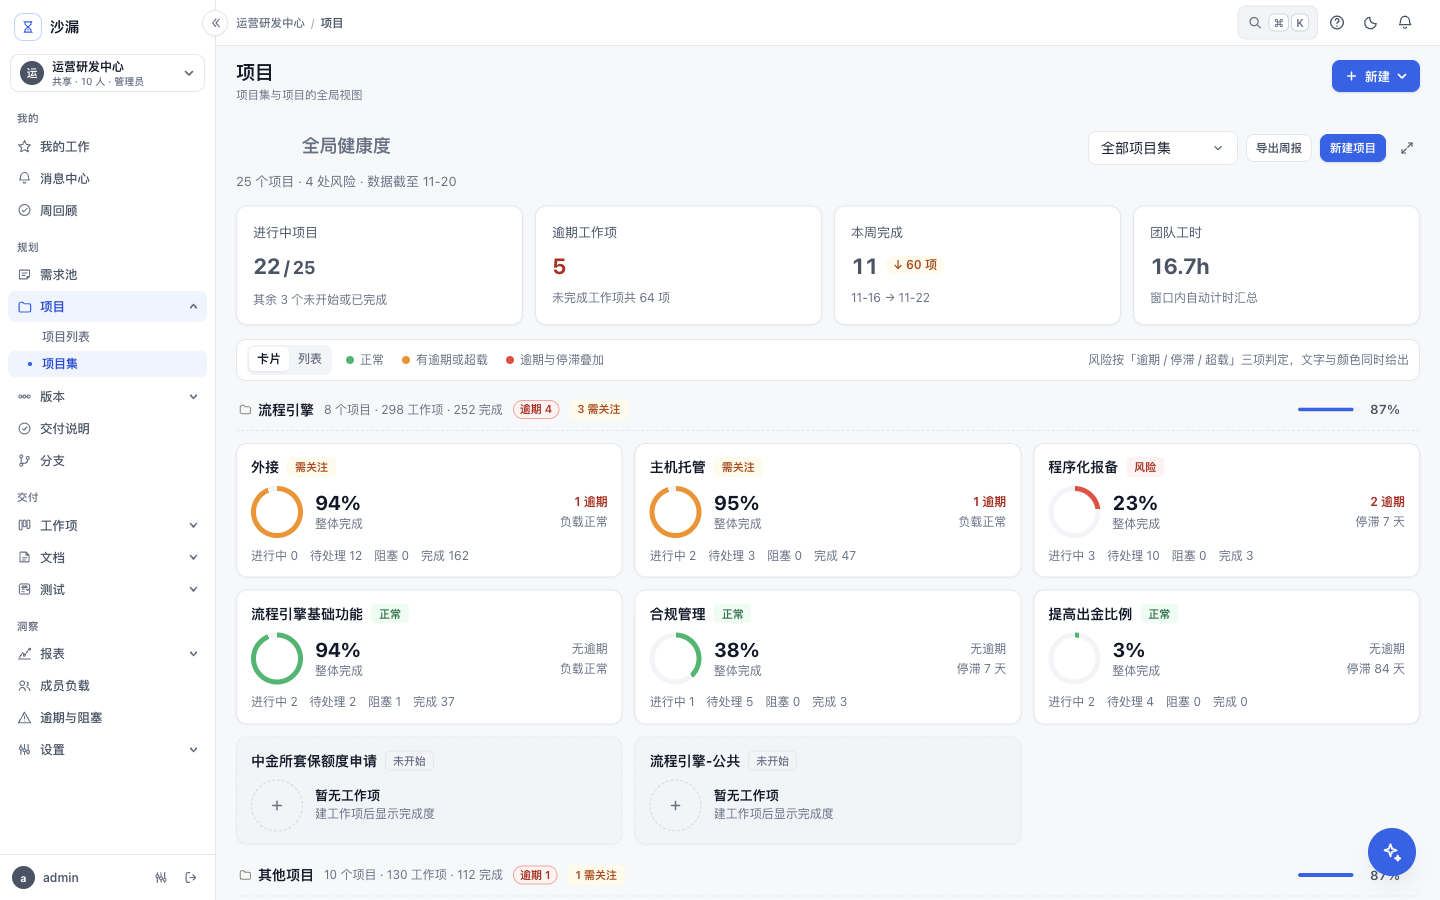 沙漏
运
运营研发中心
共享 · 10 人 · 管理员
我的
我的工作
消息中心
周回顾
规划
需求池
项目
项目列表
项目集
版本
交付说明
分支
交付
工作项
文档
测试
洞察
报表
成员负载
逾期与阻塞
设置
a admin
运营研发中心 / 项目
⌘ K
项目
项目集与项目的全局视图
新建
全局健康度
全部项目集
导出周报
新建项目
25 个项目 · 4 处风险 · 数据截至 11-20
进行中项目
22 / 25
其余 3 个未开始或已完成
逾期工作项
5
未完成工作项共 64 项
本周完成
11 ↓ 60 项
11-16 → 11-22
团队工时
16.7h
窗口内自动计时汇总
卡片 列表 正常 有逾期或超载 逾期与停滞叠加
风险按「逾期 / 停滞 / 超载」三项判定，文字与颜色同时给出
流程引擎 8 个项目 · 298 工作项 · 252 完成 逾期 4 3 需关注 87%
外接 需关注
94%
整体完成
1 逾期
负载正常
进行中 0 待处理 12 阻塞 0 完成 162
主机托管 需关注
95%
整体完成
1 逾期
负载正常
进行中 2 待处理 3 阻塞 0 完成 47
程序化报备 风险
23%
整体完成
2 逾期
停滞 7 天
进行中 3 待处理 10 阻塞 0 完成 3
流程引擎基础功能 正常
94%
整体完成
无逾期
负载正常
进行中 2 待处理 2 阻塞 1 完成 37
合规管理 正常
38%
整体完成
无逾期
停滞 7 天
进行中 1 待处理 5 阻塞 0 完成 3
提高出金比例 正常
3%
整体完成
无逾期
停滞 84 天
进行中 2 待处理 4 阻塞 0 完成 0
中金所套保额度申请 未开始
暂无工作项
建工作项后显示完成度
流程引擎-公共 未开始
暂无工作项
建工作项后显示完成度
其他项目 10 个项目 · 130 工作项 · 112 完成 逾期 1 1 需关注 87%